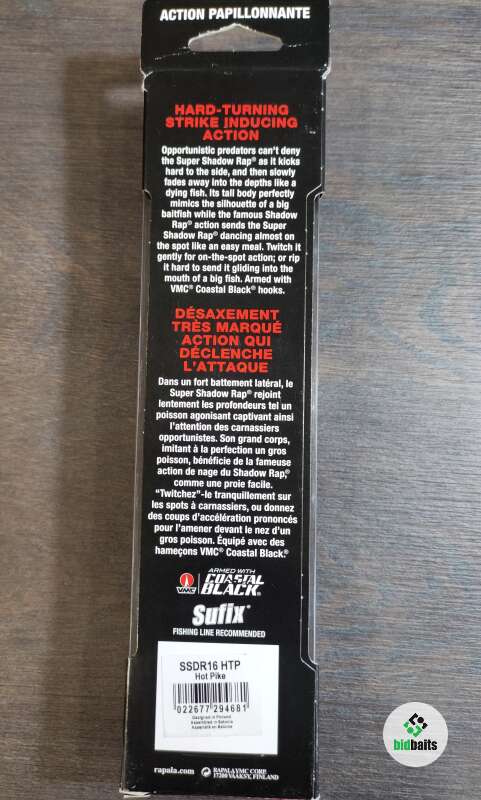 ACTION PAPILLONNANTE
HARD-TURNING
STRIKE INDUCING
ACTION
Opportunistic predators can't deny
the Super Shadow Rap® as it kicks
hard to the side, and then slowly
fades away into the depths like a
dying fish. Its tall body perfectly
mimics the silhouette of a big
baitfish while the famous Shadow
Rap® action sends the Super
Shadow Rap® dancing almost on
the spot like an easy meal. Twitch it
gently for on-the-spot action; or rip
it hard to send it gliding into the
mouth of a big fish. Armed with
VMC® Coastal Black® hooks.
DÉSAXEMENT
TRÈS MARQUÉ
ACTION QUI
DÉCLENCHE
L'ATTAQUE
Dans un fort battement latéral, le
Super Shadow Rap® rejoint
lentement les profondeurs tel un
poisson agonisant captivant ainsi
l'attention des carnassiers
opportunistes. Son grand corps,
imitant à la perfection un gros
poisson, bénéficie de la fameuse
action de nage du Shadow Rap®,
comme une proie facile.
"Twitchez"-le tranquillement sur
les spots à carnassiers, ou donnez
des coups d'accélération prononcés
pour l'amener devant le nez d'un
gros poisson. Équipé avec des
hameçons VMC® Coastal Black.®
ARMED WITH
VMC COASTAL
BLACK®
Sufix®
FISHING LINE RECOMMENDED
SSDR16 HTP
Hot Pike
022677294681
Designed in Finland
Assembled in Estonia
Assemblé en Estonie
rapala.com
® RAPALA VMC CORP
17200 VAAKSY, FINLAND
bidbaits